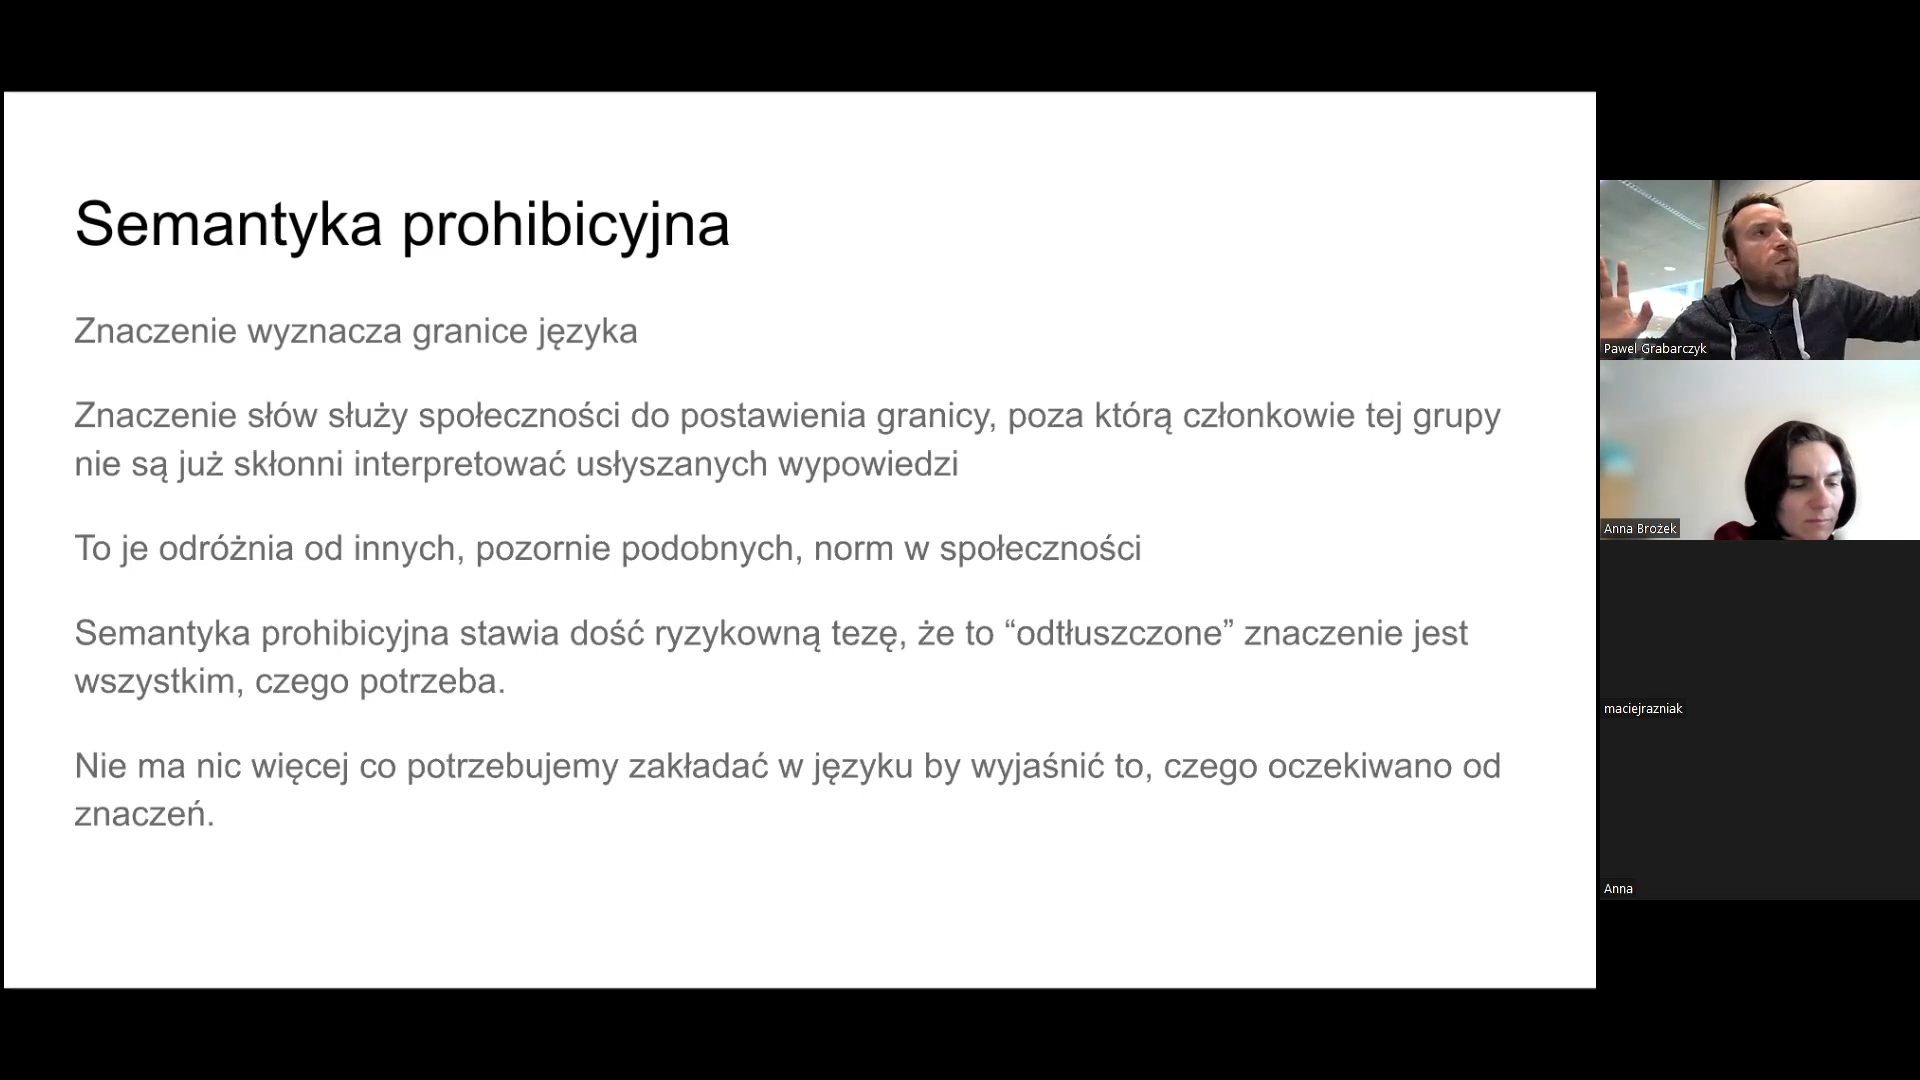 Semantyka prohibicyjna
Znaczenie wyznacza granice języka
Znaczenie słów służy społeczności do postawienia granicy, poza którą członkowie tej grupy
nie są już skłonni interpretować usłyszanych wypowiedzi
To je odróżnia od innych, pozornie podobnych, norm w społeczności
Semantyka prohibicyjna stawia dość ryzykowną tezę, że to “odtłuszczone” znaczenie jest
wszystkim, czego potrzeba.
Nie ma nic więcej co potrzebujemy zakładać w języku by wyjaśnić to, czego oczekiwano od
znaczeń.
Pawel Grabarczyk
Anna Brożek
maciejrazniak
Anna